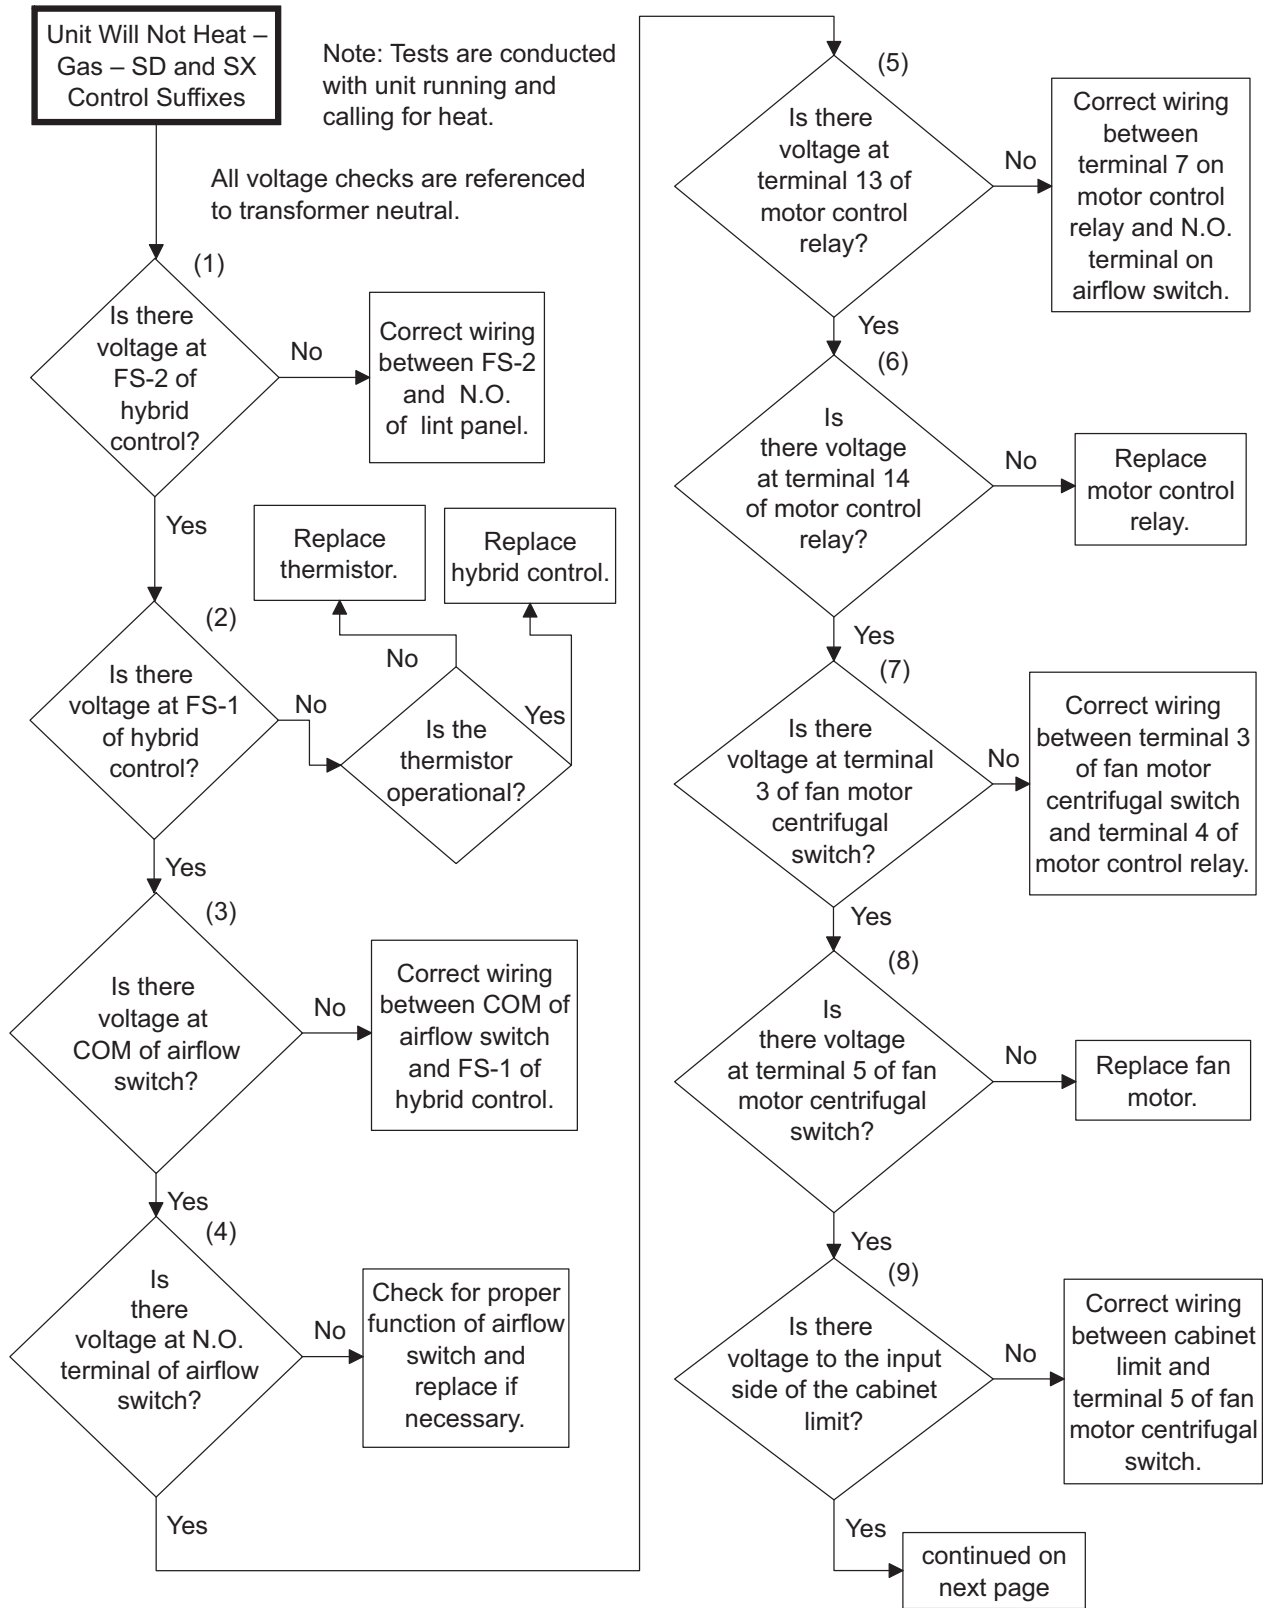 Unit Will Not Heat –
Gas – SD and SX
Control Suffixes
Note: Tests are conducted
with unit running and
calling for heat.
All voltage checks are referenced
to transformer neutral.
(1)
Is there
voltage at
FS-2 of
hybrid
control?
No
Correct wiring
between FS-2
and N.O.
of lint panel.
Yes
(2)
Is there
voltage at FS-1
of hybrid
control?
No
Is the
thermistor
operational?
No
Replace
thermistor.
Yes
Replace
hybrid control.
Yes
(3)
Is there
voltage at
COM of airflow
switch?
No
Correct wiring
between COM of
airflow switch
and FS-1 of
hybrid control.
Yes
(4)
Is
there
voltage at N.O.
terminal of airflow
switch?
No
Check for proper
function of airflow
switch and
replace if
necessary.
Yes
(5)
Is there
voltage at
terminal 13 of
motor control
relay?
No
Correct wiring
between
terminal 7 on
motor control
relay and N.O.
terminal on
airflow switch.
Yes
(6)
Is
there voltage
at terminal 14
of motor control
relay?
No
Replace
motor control
relay.
Yes
(7)
Is there
voltage at terminal
3 of fan motor
centrifugal
switch?
No
Correct wiring
between terminal 3
of fan motor
centrifugal switch
and terminal 4 of
motor control relay.
Yes
(8)
Is
there voltage
at terminal 5 of fan
motor centrifugal
switch?
No
Replace fan
motor.
Yes
(9)
Is there
voltage to the input
side of the cabinet
limit?
No
Correct wiring
between cabinet
limit and
terminal 5 of fan
motor centrifugal
switch.
Yes
continued on
next page